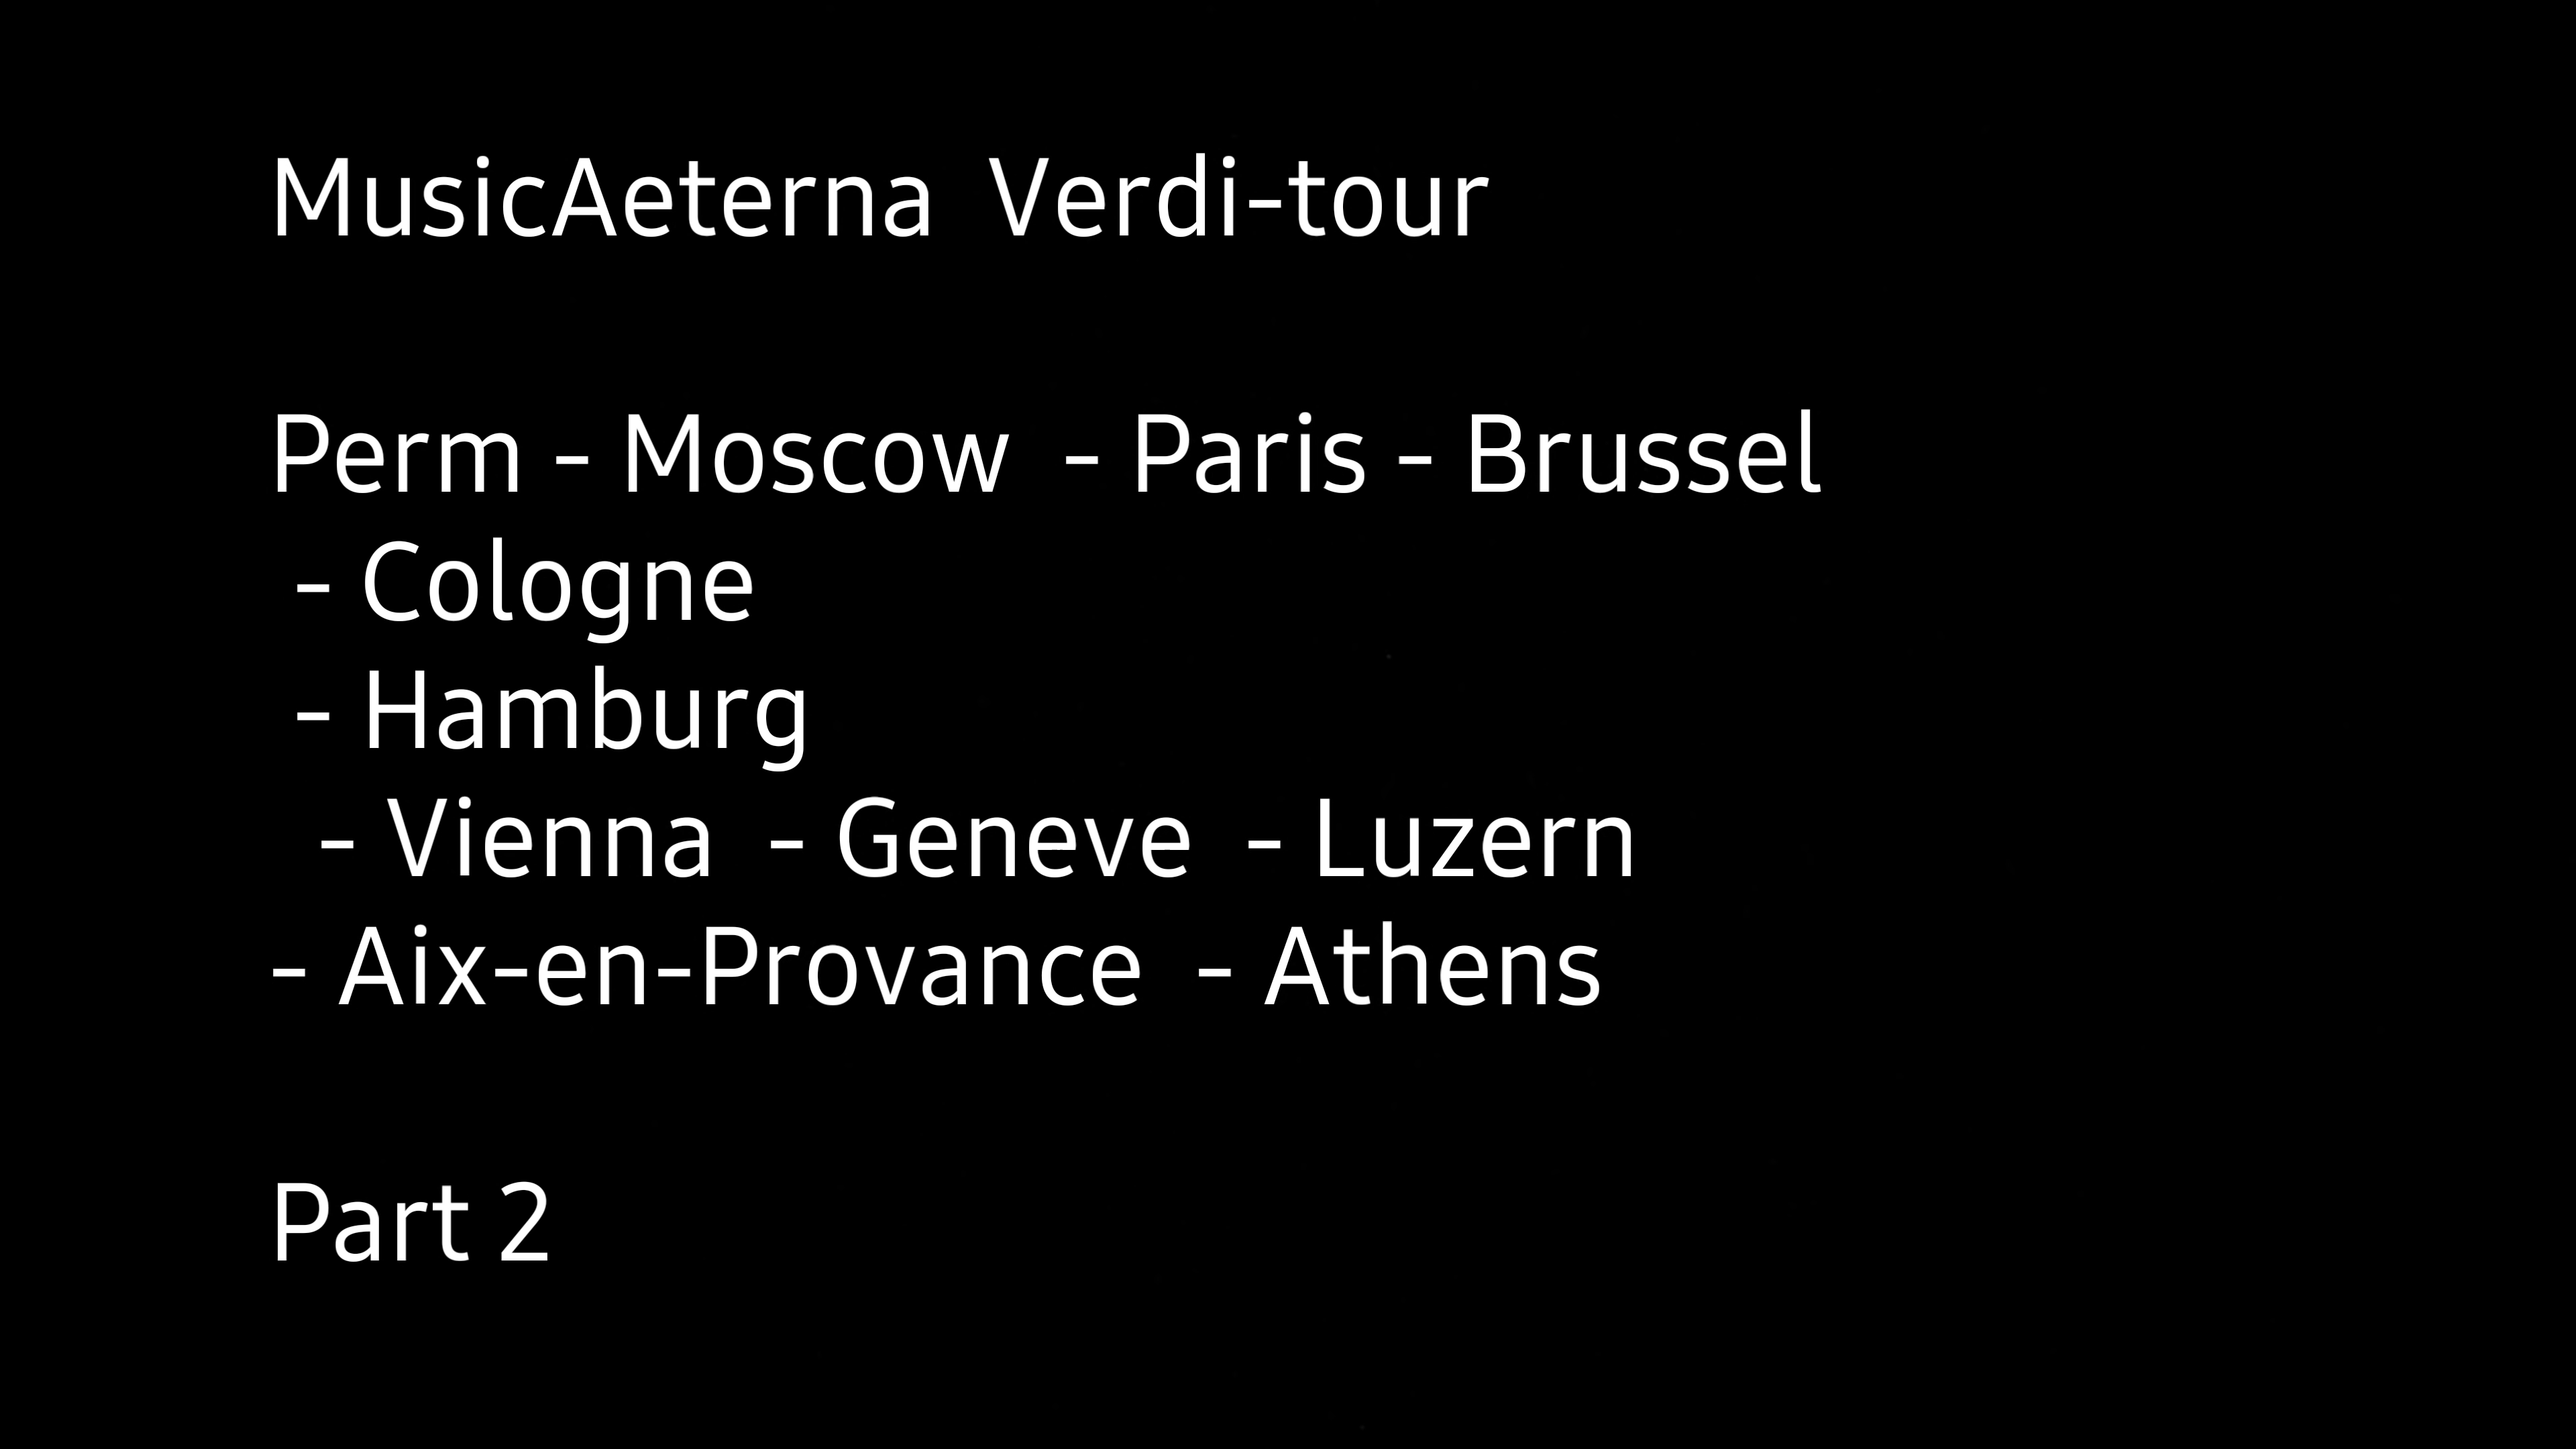 MusicAeterna Verdi-tour
Perm - Moscow - Paris - Brussel
- Cologne
- Hamburg
- Vienna - Geneve - Luzern
- Aix-en-Provance - Athens
Part 2